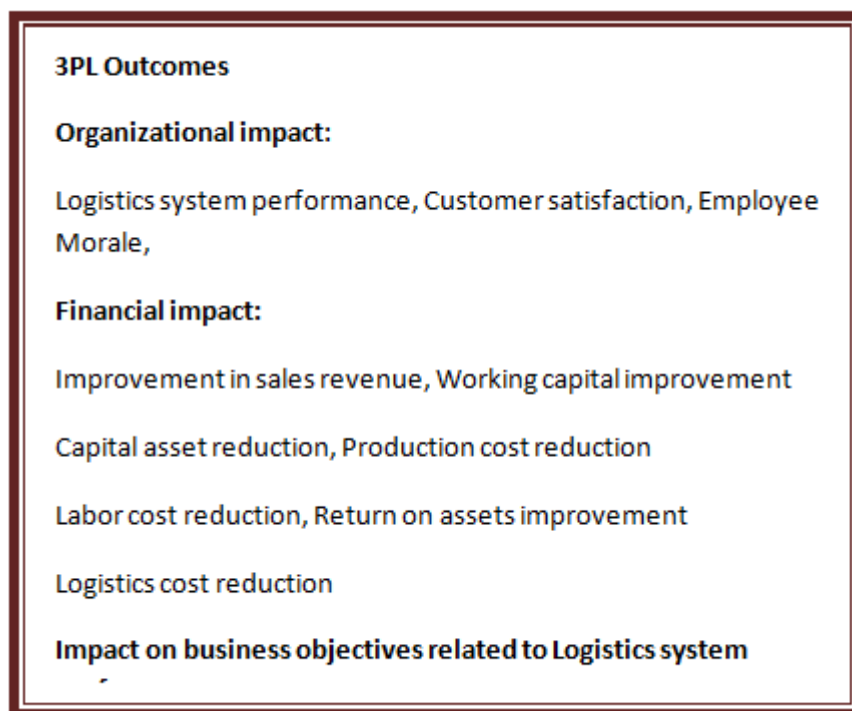 3PL Outcomes
Organizational impact:
Logistics system performance, Customer satisfaction, Employee
Morale,
Financial impact:
Improvement in sales revenue, Working capital improvement
Capital asset reduction, Production cost reduction
Labor cost reduction, Return on assets improvement
Logistics cost reduction
Impact on business objectives related to Logistics system